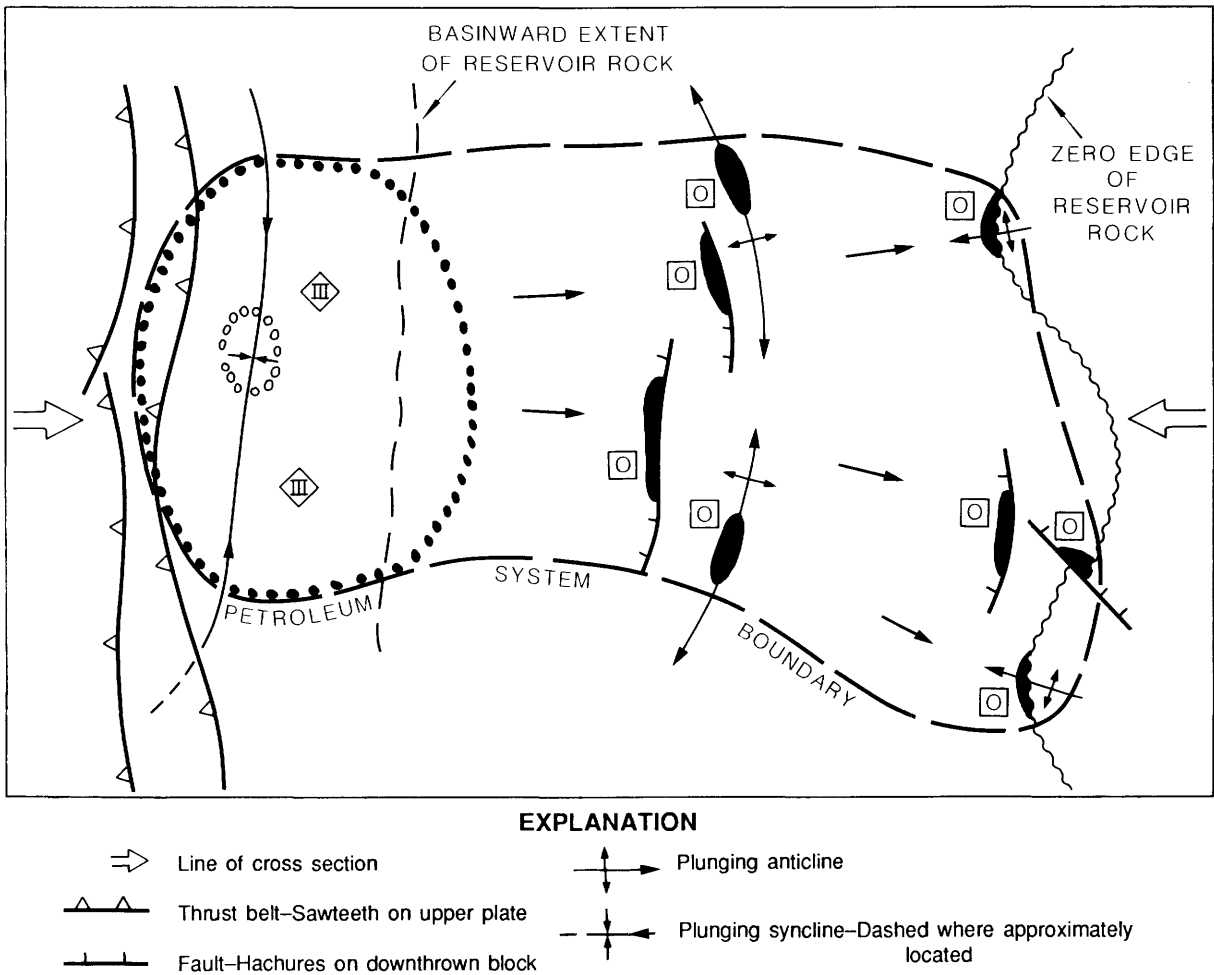 BASINWARD EXTENT
OF RESERVOIR ROCK
ZERO EDGE
OF
RESERVOIR
ROCK
O
O
O
III
III
O
O
O
O
O
PETROLEUM
SYSTEM
BOUNDARY
EXPLANATION
Line of cross section
Thrust belt–Sawteeth on upper plate
Fault–Hachures on downthrown block
Plunging anticline
Plunging syncline–Dashed where approximately
located